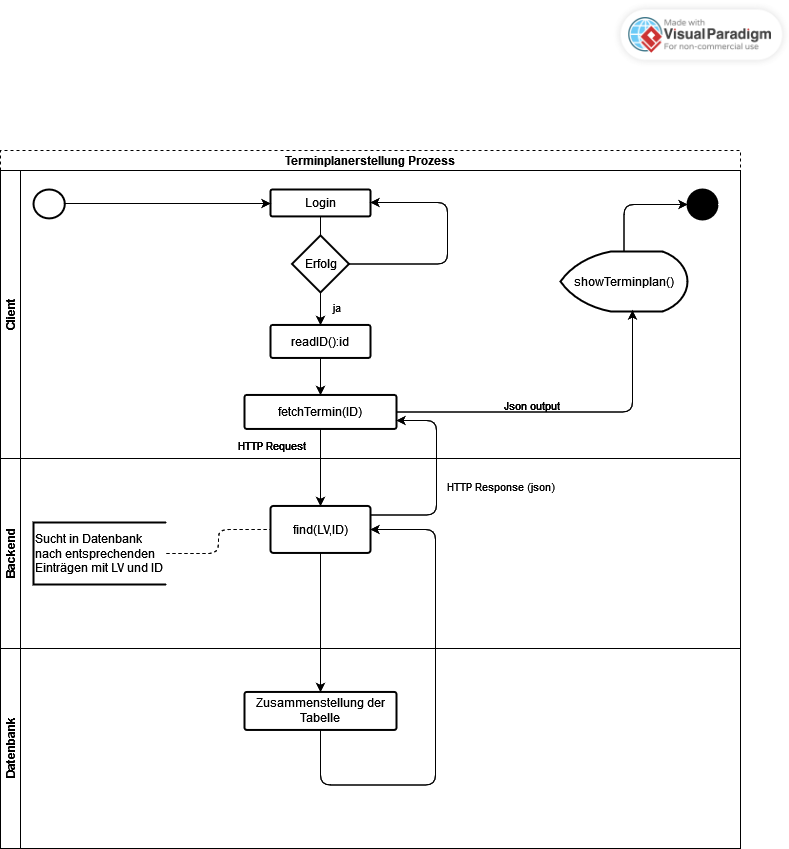 Made with
VisualParadigm
For non-commercial use
Terminplanerstellung Prozess
Client
Login
Erfolg
showTerminplan()
ja
readID():id
fetchTermin(ID)
Json output
HTTP Request
HTTP Response (json)
Backend
find(LV,ID)
Sucht in Datenbank
nach entsprechenden
Einträgen mit LV und ID
Datenbank
Zusammenstellung der
Tabelle